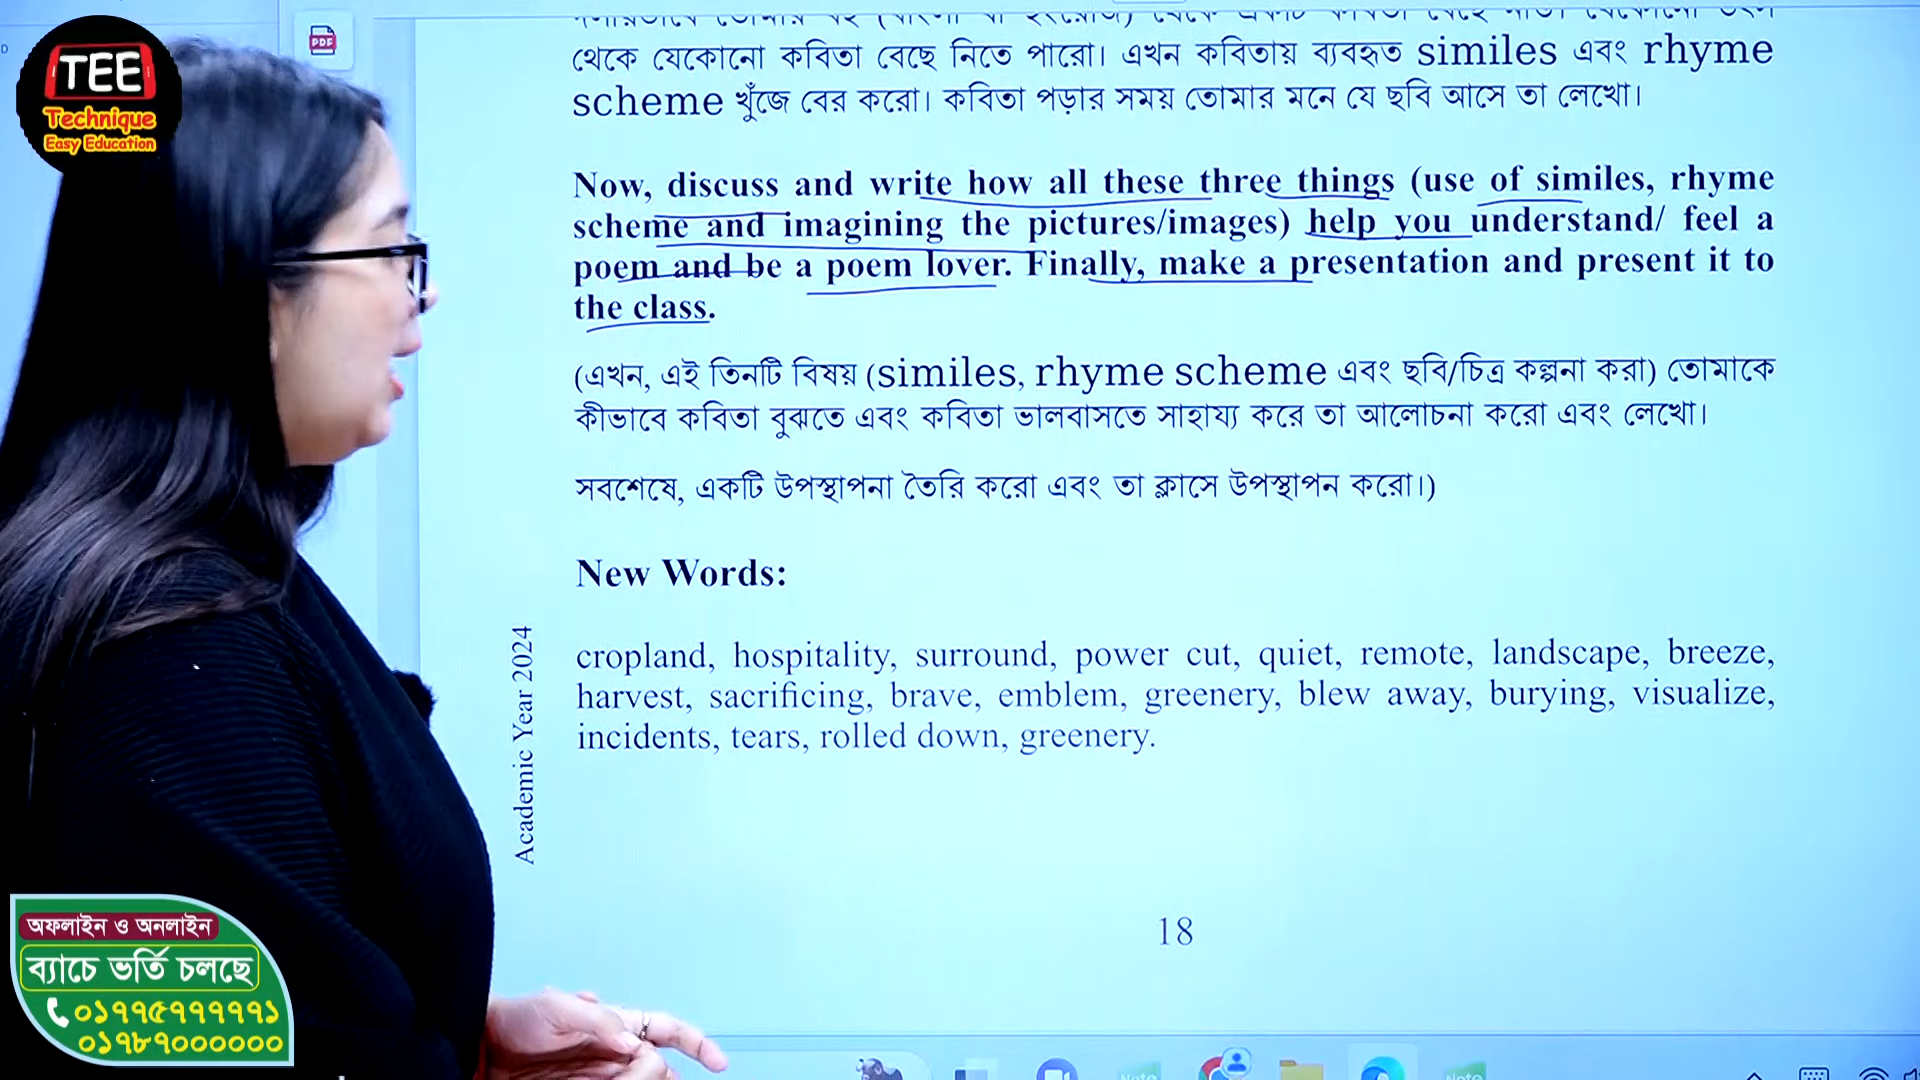 TEE
Technique
Easy Education
PDF
থেকে যেকোনো কবিতা বেছে নিতে পারো। এখন কবিতায় ব্যবহৃত similes এবং rhyme
scheme খুঁজে বের করো। কবিতা পড়ার সময় তোমার মনে যে ছবি আসে তা লেখো।
Now, discuss and write how all these three things (use of similes, rhyme
scheme and imagining the pictures/images) help you understand/ feel a
poem and be a poem lover. Finally, make a presentation and present it to
the class.
(এখন, এই তিনটি বিষয় (similes, rhyme scheme এবং ছবি/চিত্র কল্পনা করা) তোমাকে
কীভাবে কবিতা বুঝতে এবং কবিতা ভালবাসতে সাহায্য করে তা আলোচনা করো এবং লেখো।
সবশেষে, একটি উপস্থাপনা তৈরি করো এবং তা ক্লাসে উপস্থাপন করো।)
New Words:
cropland, hospitality, surround, power cut, quiet, remote, landscape, breeze,
harvest, sacrificing, brave, emblem, greenery, blew away, burying, visualize,
incidents, tears, rolled down, greenery.
Academic Year 2024
18
অফলাইন ও অনলাইন
ব্যাচে ভর্তি চলছে
০১৭৭৫৭৭৭৭৭১
০১৭৮৭০০০০০০